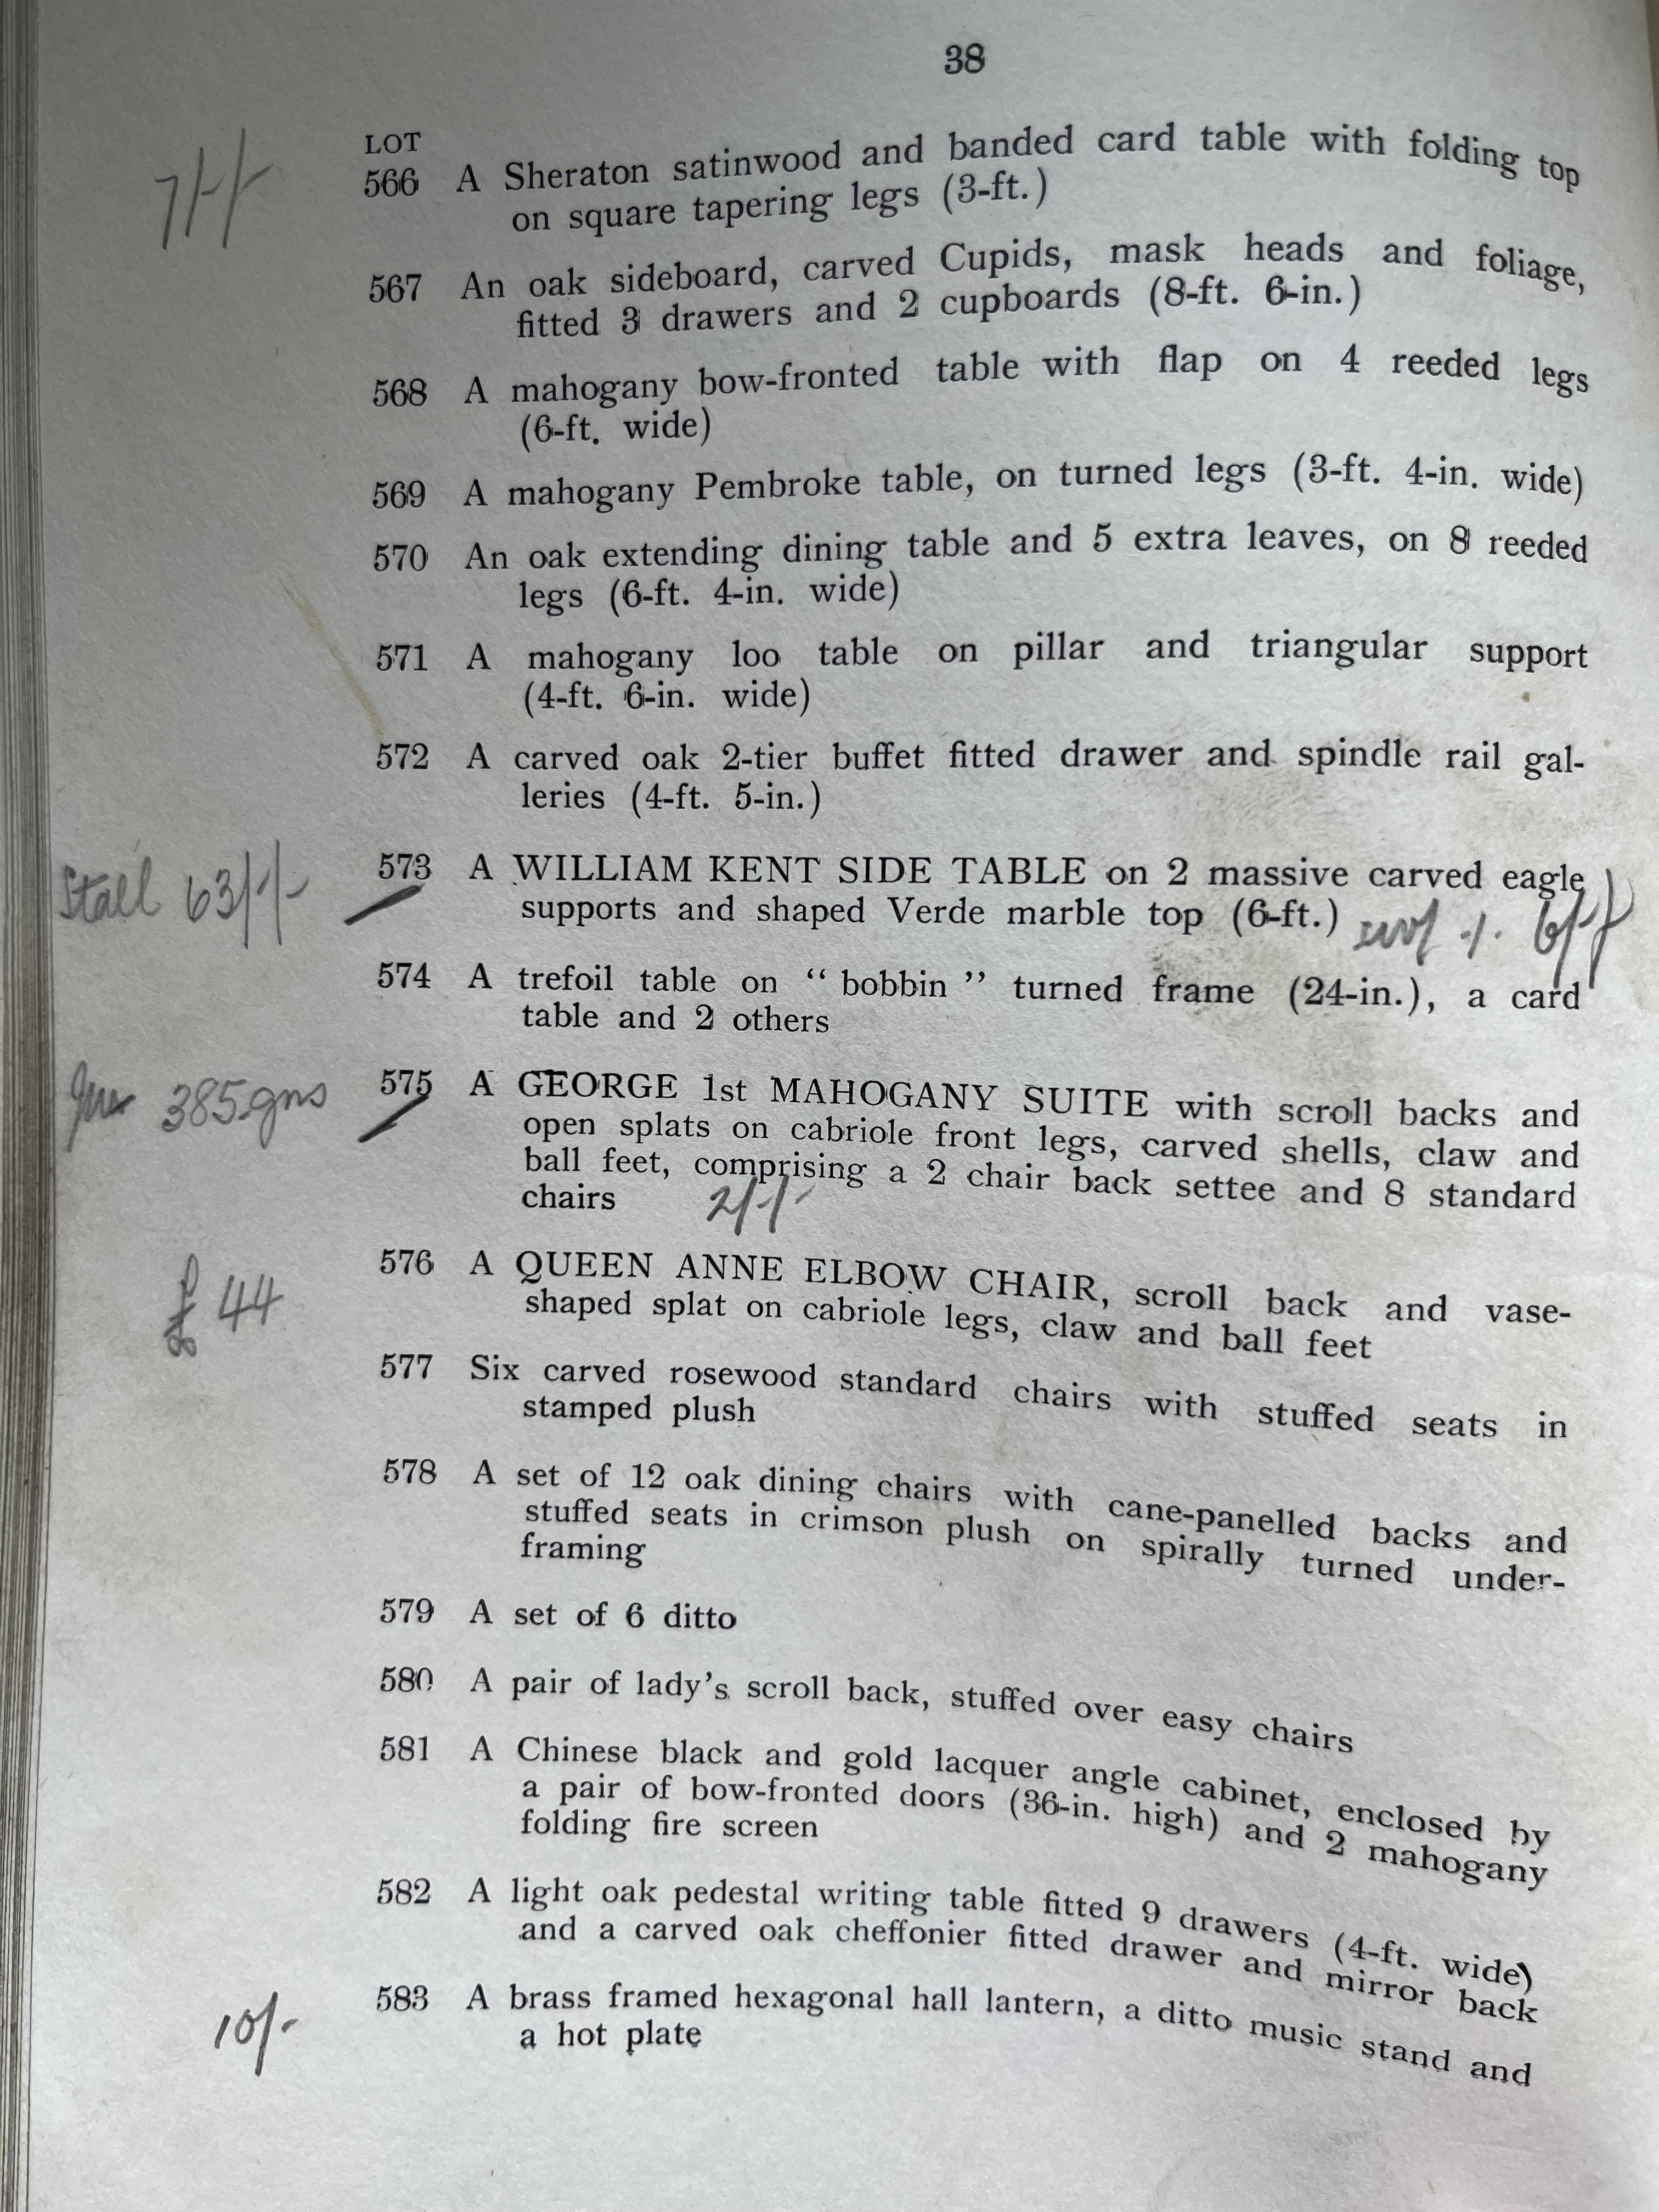 38
LOT
7/-/-
566 A Sheraton satinwood and banded card table with folding top
on square tapering legs (3-ft.)
567 An oak sideboard, carved Cupids, mask heads and foliage,
fitted 3 drawers and 2 cupboards (8-ft. 6-in.)
568 A mahogany bow-fronted table with flap on 4 reeded legs
(6-ft. wide)
569 A mahogany Pembroke table, on turned legs (3-ft. 4-in. wide)
570 An oak extending dining table and 5 extra leaves, on 8 reeded
legs (6-ft. 4-in. wide)
571 A mahogany loo table on pillar and triangular support
(4-ft. 6-in. wide)
572 A carved oak 2-tier buffet fitted drawer and spindle rail gal-
leries (4-ft. 5-in.)
Stall 63/-/- 573 A WILLIAM KENT SIDE TABLE on 2 massive carved eagle
supports and shaped Verde marble top (6-ft.)
574 A trefoil table on “ bobbin ” turned frame (24-in.), a card
table and 2 others
385 gns 575 A GEORGE 1st MAHOGANY SUITE with scroll backs and
open splats on cabriole front legs, carved shells, claw and
ball feet, comprising a 2 chair back settee and 8 standard
chairs 2/-/-
£44 576 A QUEEN ANNE ELBOW CHAIR, scroll back and vase-
shaped splat on cabriole legs, claw and ball feet
577 Six carved rosewood standard chairs with stuffed seats in
stamped plush
578 A set of 12 oak dining chairs with cane-panelled backs and
stuffed seats in crimson plush on spirally turned under-
framing
579 A set of 6 ditto
580 A pair of lady’s scroll back, stuffed over easy chairs
581 A Chinese black and gold lacquer angle cabinet, enclosed by
a pair of bow-fronted doors (36-in. high) and 2 mahogany
folding fire screen
582 A light oak pedestal writing table fitted 9 drawers (4-ft. wide)
and a carved oak cheffonier fitted drawer and mirror back
10/- 583 A brass framed hexagonal hall lantern, a ditto music stand and
a hot plate